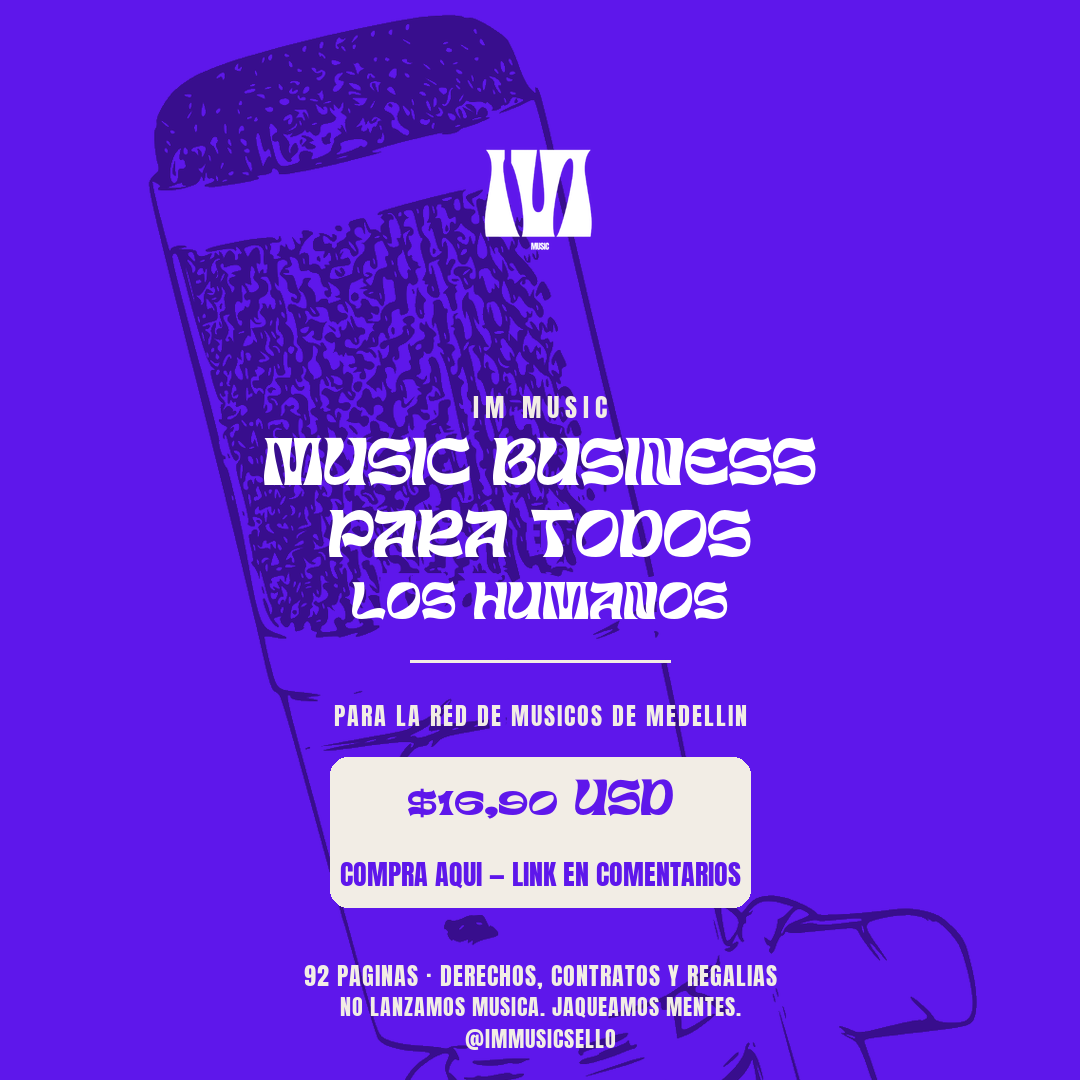 MUSIC
IM MUSIC
MUSIC BUSINESS
PARA TODOS
LOS HUMANOS
PARA LA RED DE MUSICOS DE MEDELLIN
$16,90 USD
COMPRA AQUI – LINK EN COMENTARIOS
92 PAGINAS · DERECHOS, CONTRATOS Y REGALIAS
NO LANZAMOS MUSICA. JAQUEAMOS MENTES.
@IMMUSICSELLO